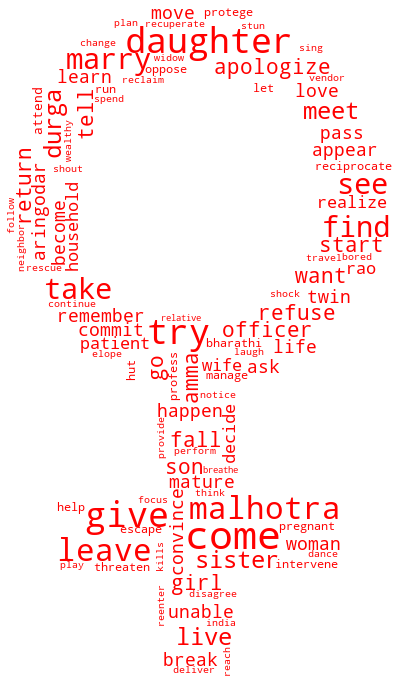 move
protege
plan
recuperate
stun
daughter
change
sing
marry
widow
oppose
apologize
learn
reclaim
vendor
run
let
love
spend
attend
tell
meet
durga
wealthy
pass
appear
shout
reciprocate
return
aringodar
see
household
become
realize
follow
find
start
neighbor
rescue
travel
bored
rao
want
take
continue
shock
twin
remember
relative
refuse
commit
try
officer
patient
bharathi
life
elope
laugh
go
profess
amma
wife
ask
hut
manage
notice
happen
decide
provide
fall
perform
son
breathe
mature
think
convince
focus
help
give
malhotra
escape
come
pregnant
leave
woman
kills
sister
dance
play
threaten
intervene
girl
disagree
reenter
unable
india
live
break
reach
deliver